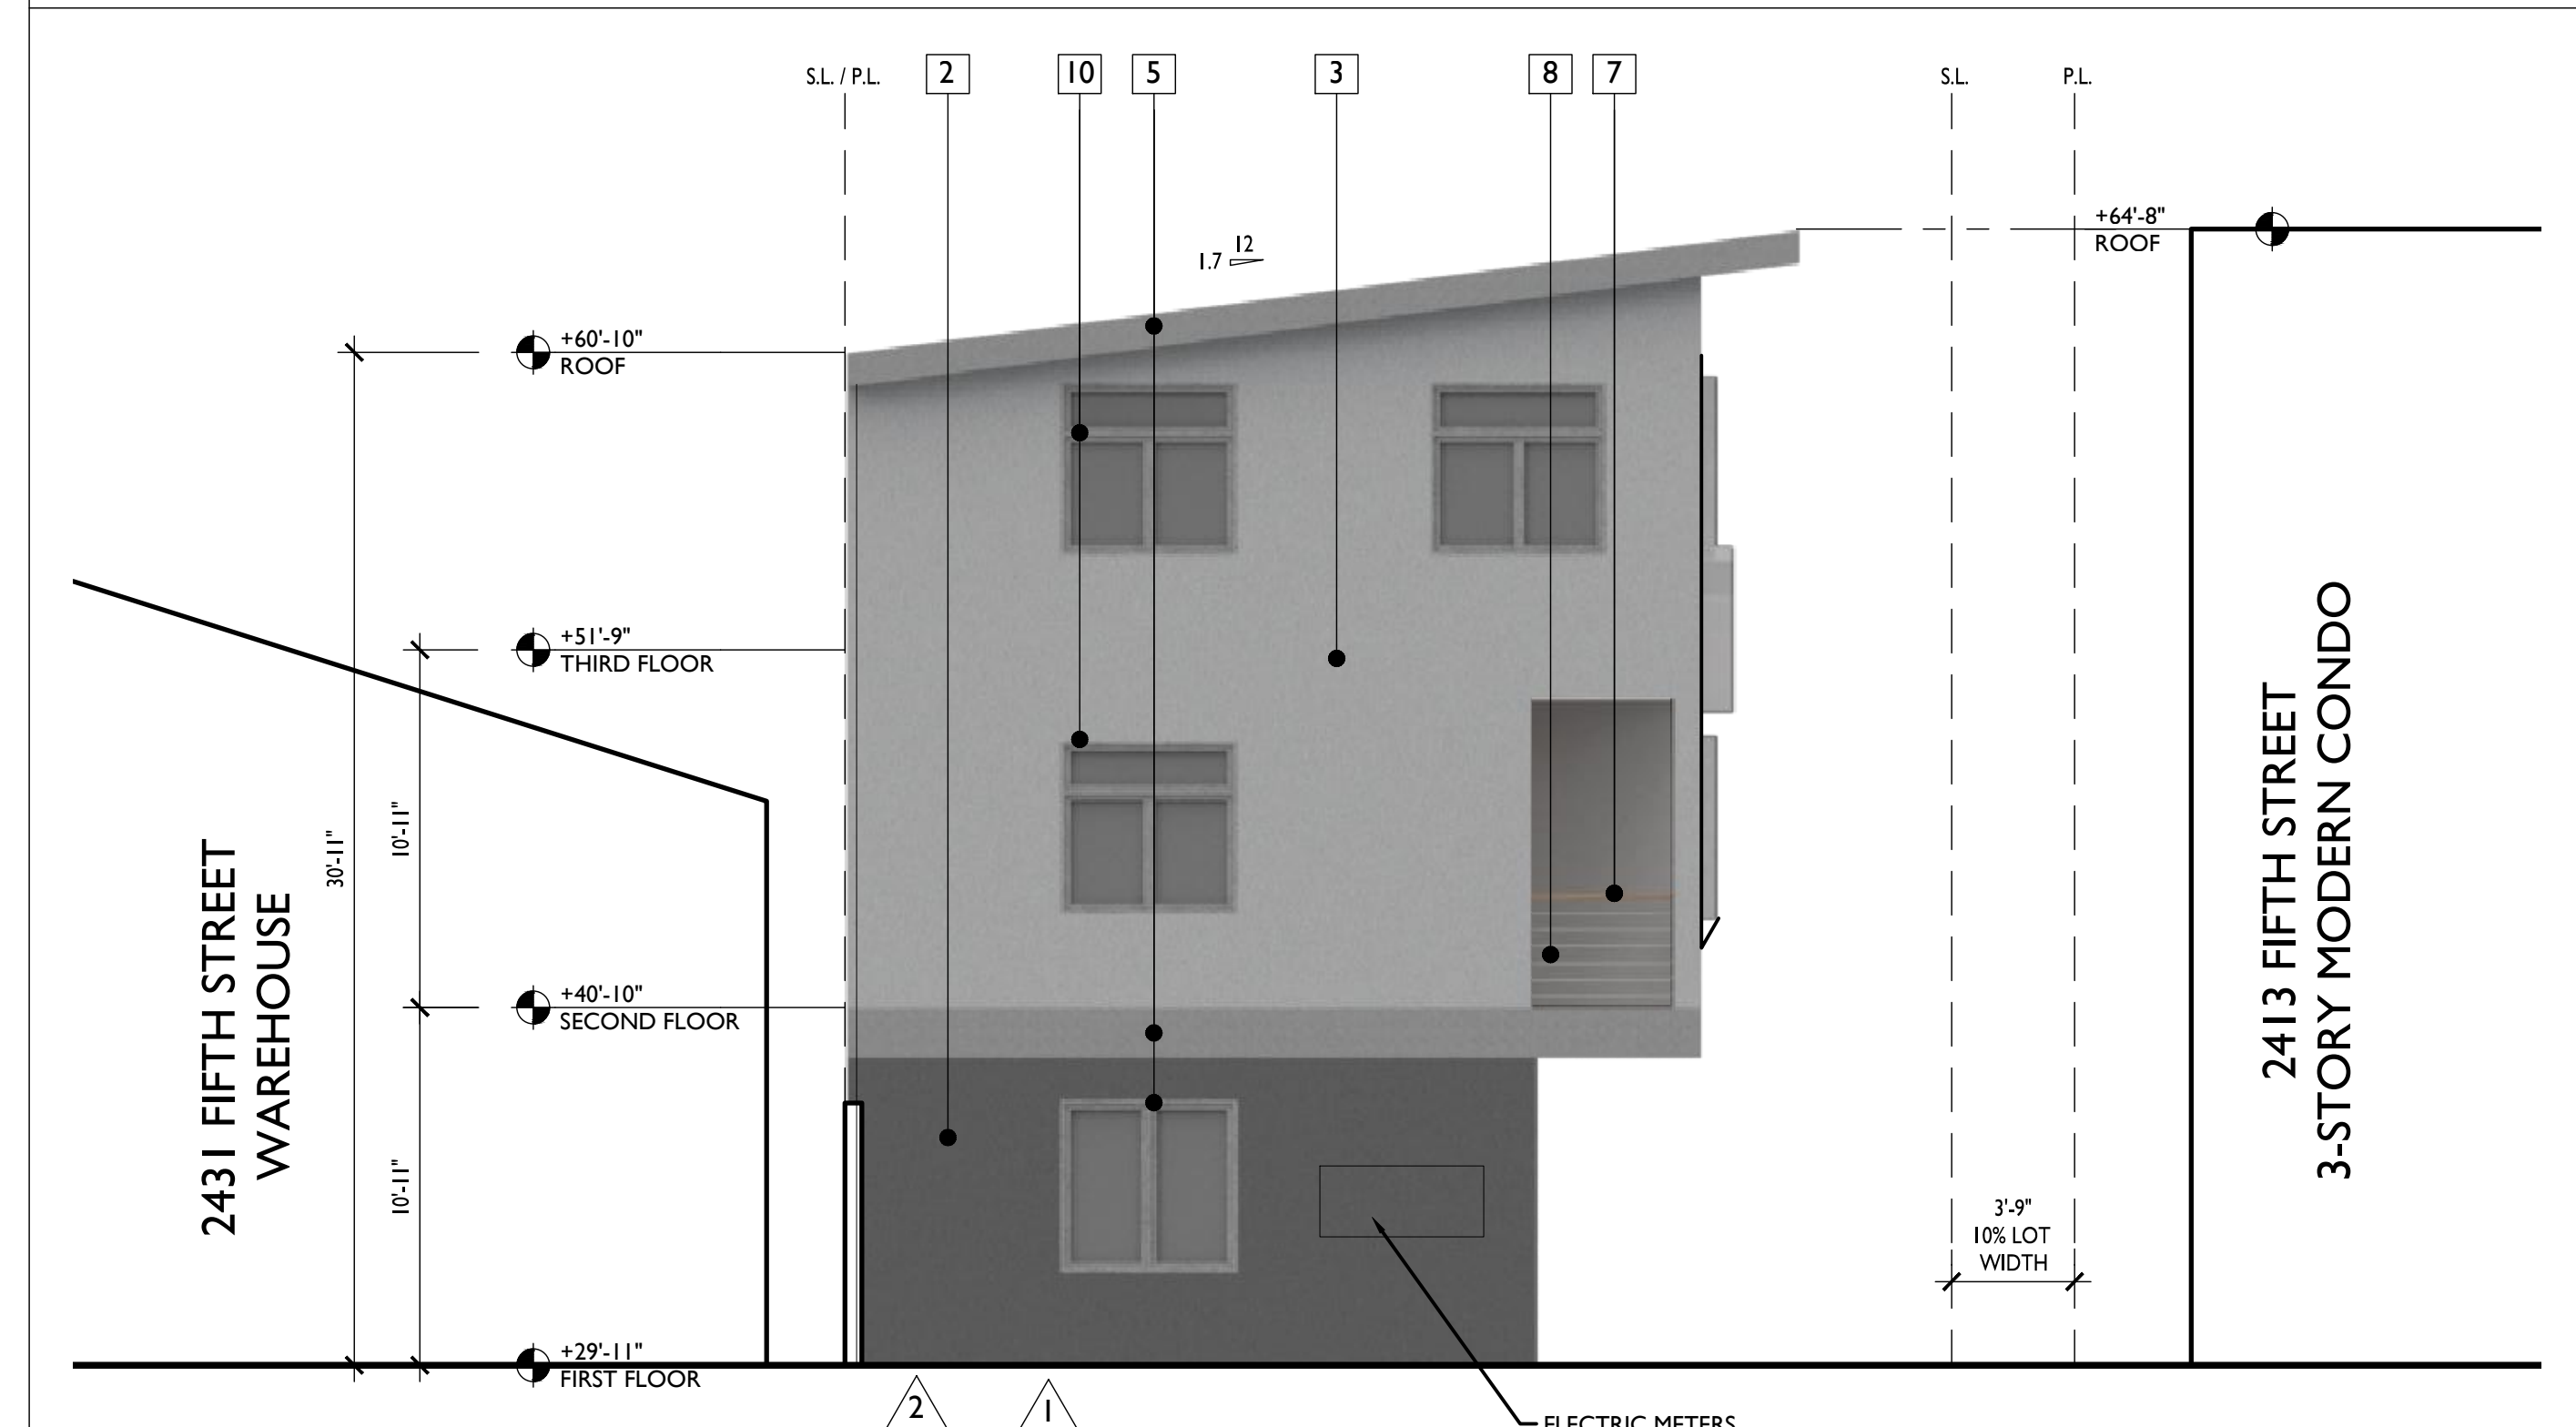 S.L. / P.L.
2
10
5
3
8
7
S.L.
P.L.
+64'-8"
ROOF
12
1.7
+60'-10"
ROOF
+51'-9"
THIRD FLOOR
2431 FIFTH STREET
WAREHOUSE
30'-11"
10'-11"
2413 FIFTH STREET
3-STORY MODERN CONDO
+40'-10"
SECOND FLOOR
10'-11"
3'-9"
10% LOT
WIDTH
+29'-11"
FIRST FLOOR
2
1
ELECTRIC METERS